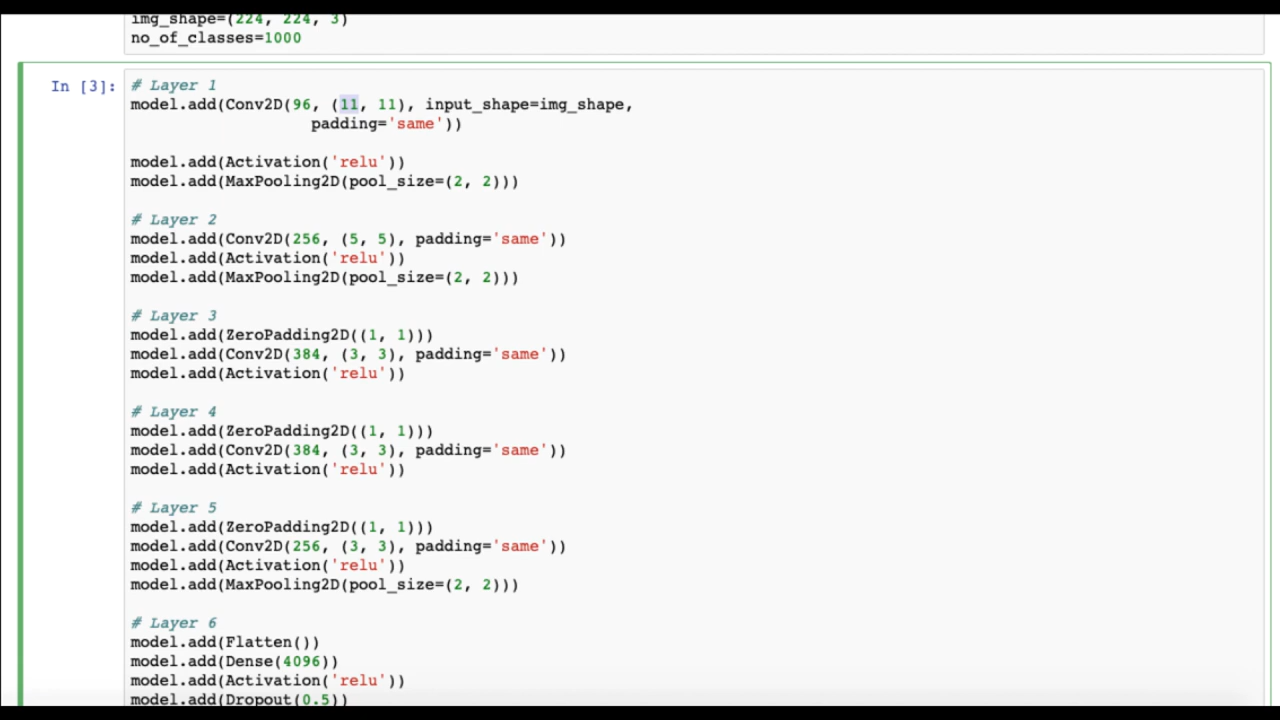 img_shape=(224, 224, 3)
no_of_classes=1000
In [3]:
# Layer 1
model.add(Conv2D(96, (11, 11), input_shape=img_shape,
padding='same'))
model.add(Activation('relu'))
model.add(MaxPooling2D(pool_size=(2, 2)))
# Layer 2
model.add(Conv2D(256, (5, 5), padding='same'))
model.add(Activation('relu'))
model.add(MaxPooling2D(pool_size=(2, 2)))
# Layer 3
model.add(ZeroPadding2D((1, 1)))
model.add(Conv2D(384, (3, 3), padding='same'))
model.add(Activation('relu'))
# Layer 4
model.add(ZeroPadding2D((1, 1)))
model.add(Conv2D(384, (3, 3), padding='same'))
model.add(Activation('relu'))
# Layer 5
model.add(ZeroPadding2D((1, 1)))
model.add(Conv2D(256, (3, 3), padding='same'))
model.add(Activation('relu'))
model.add(MaxPooling2D(pool_size=(2, 2)))
# Layer 6
model.add(Flatten())
model.add(Dense(4096))
model.add(Activation('relu'))
model.add(Dropout(0.5))